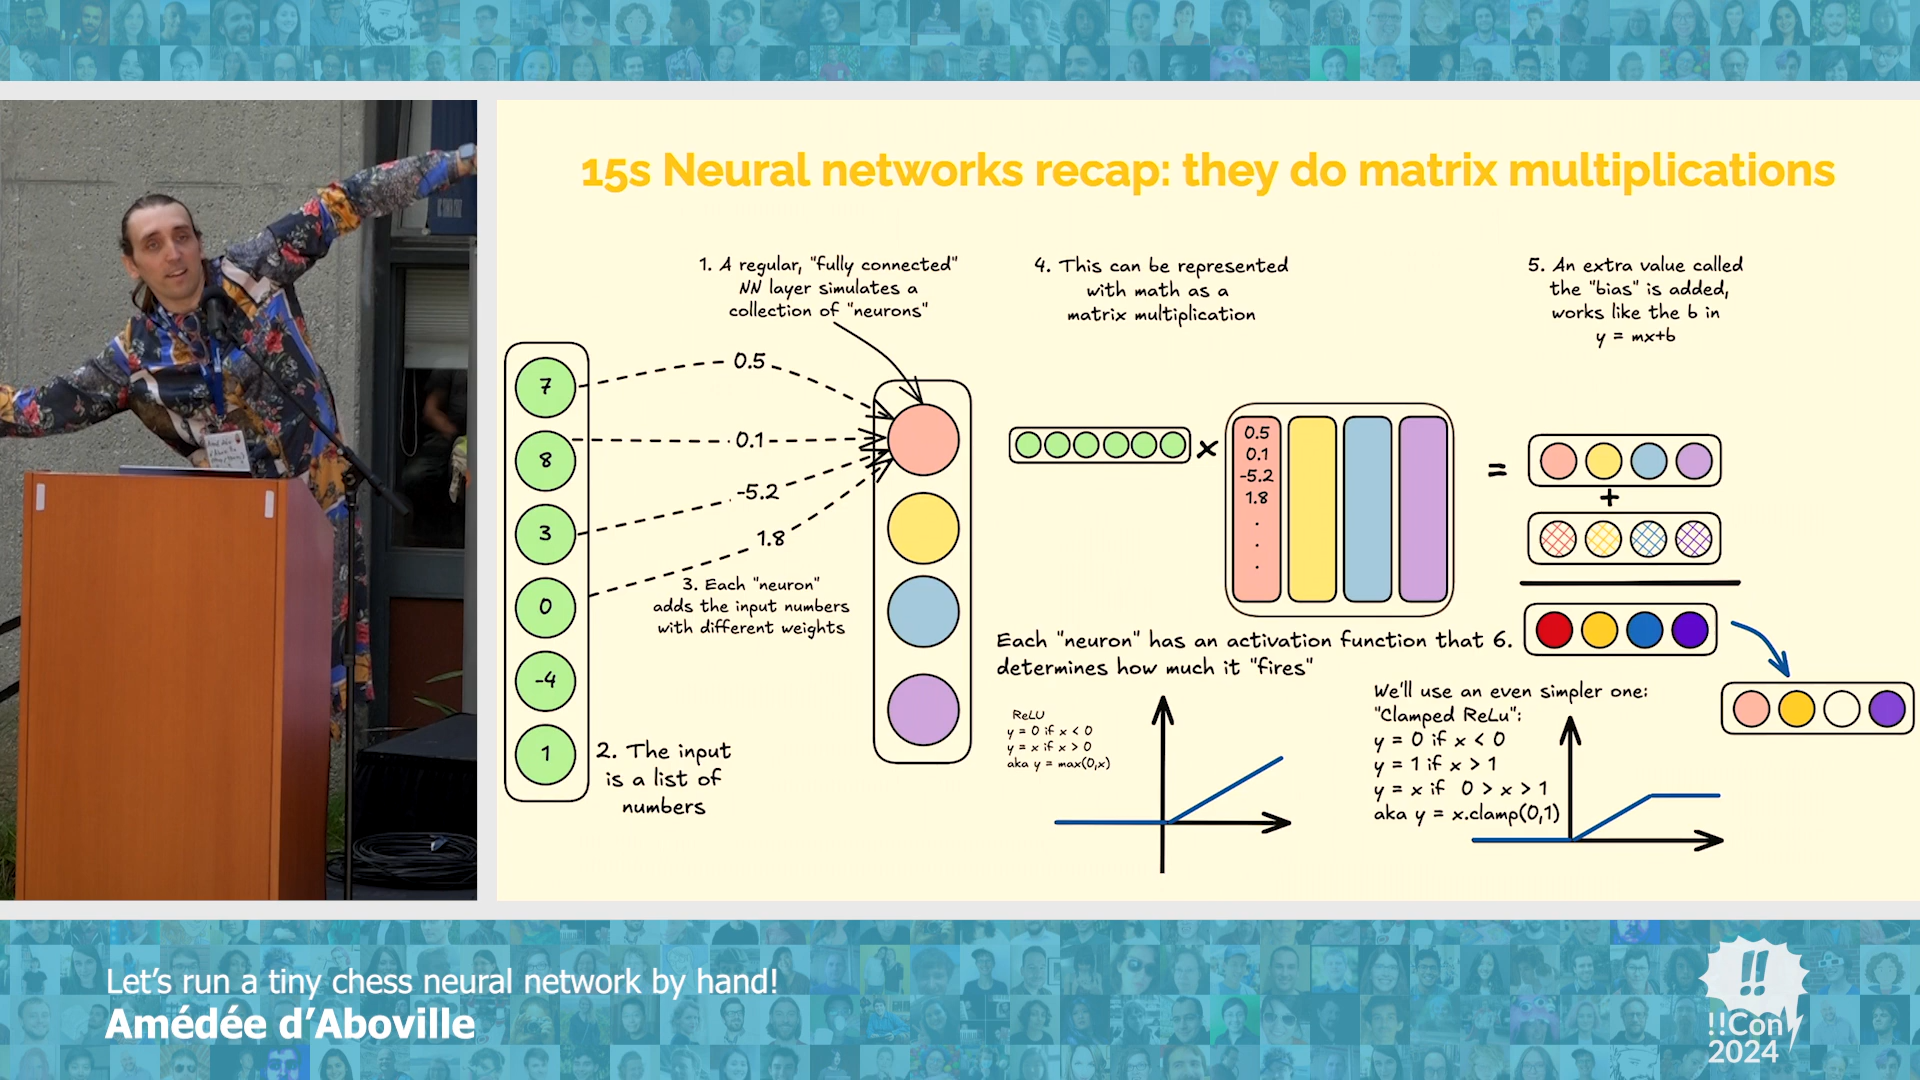 15s Neural networks recap: they do matrix multiplications
1. A regular, "fully connected"
NN layer simulates a
collection of "neurons"
4. This can be represented
with math as a
matrix multiplication
5. An extra value called
the "bias" is added,
works like the b in
y = mx+b
7
8
3
0
-4
1
0.5
0.1
-5.2
1.8
3. Each "neuron"
adds the input numbers
with different weights
2. The input
is a list of
numbers
x
0.5
0.1
-5.2
1.8
.
.
.
=
+
Each "neuron" has an activation function that 6.
determines how much it "fires"
ReLU
y = 0 if x < 0
y = x if x > 0
aka y = max(0,x)
We'll use an even simpler one:
"Clamped ReLu":
y = 0 if x < 0
y = 1 if x > 1
y = x if 0 > x > 1
aka y = x.clamp(0,1)
Let's run a tiny chess neural network by hand!
Amédée d'Aboville
!!
!!Con
2024